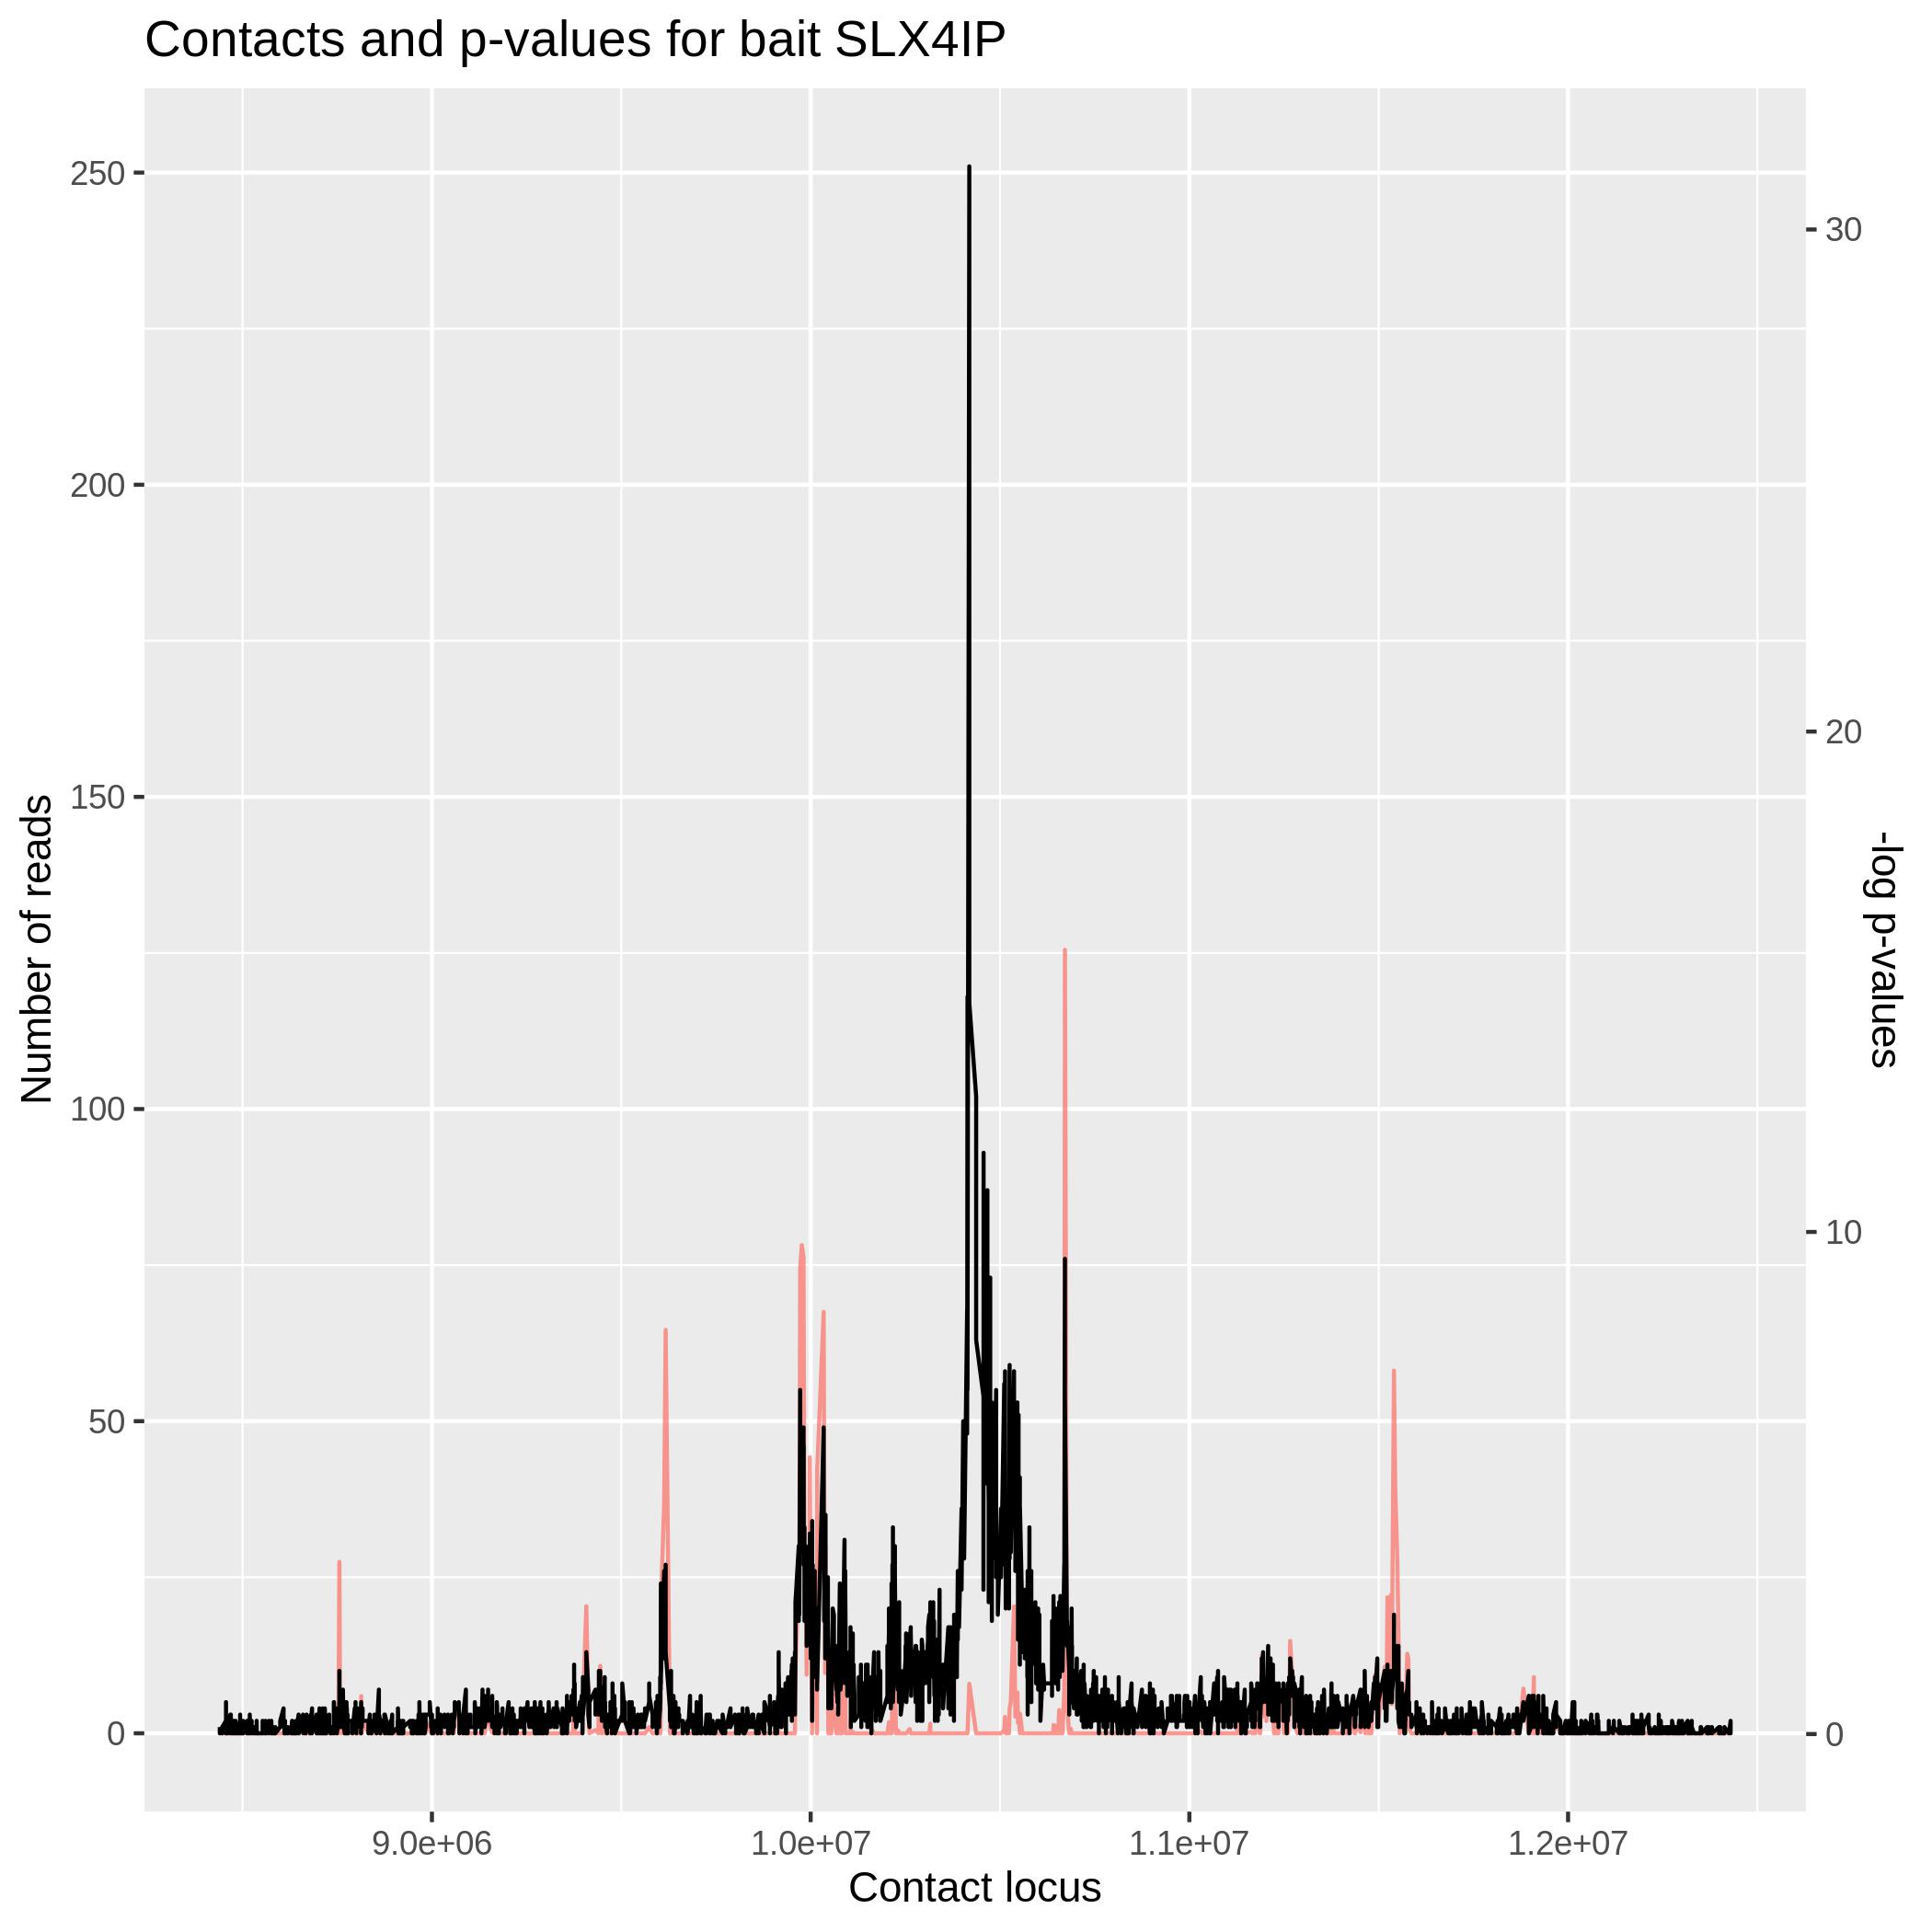 Contacts and p-values for bait SLX4IP
250
200
150
100
50
0
Number of reads
30
20
10
0
-log p-values
9.0e+06
1.0e+07
1.1e+07
1.2e+07
Contact locus